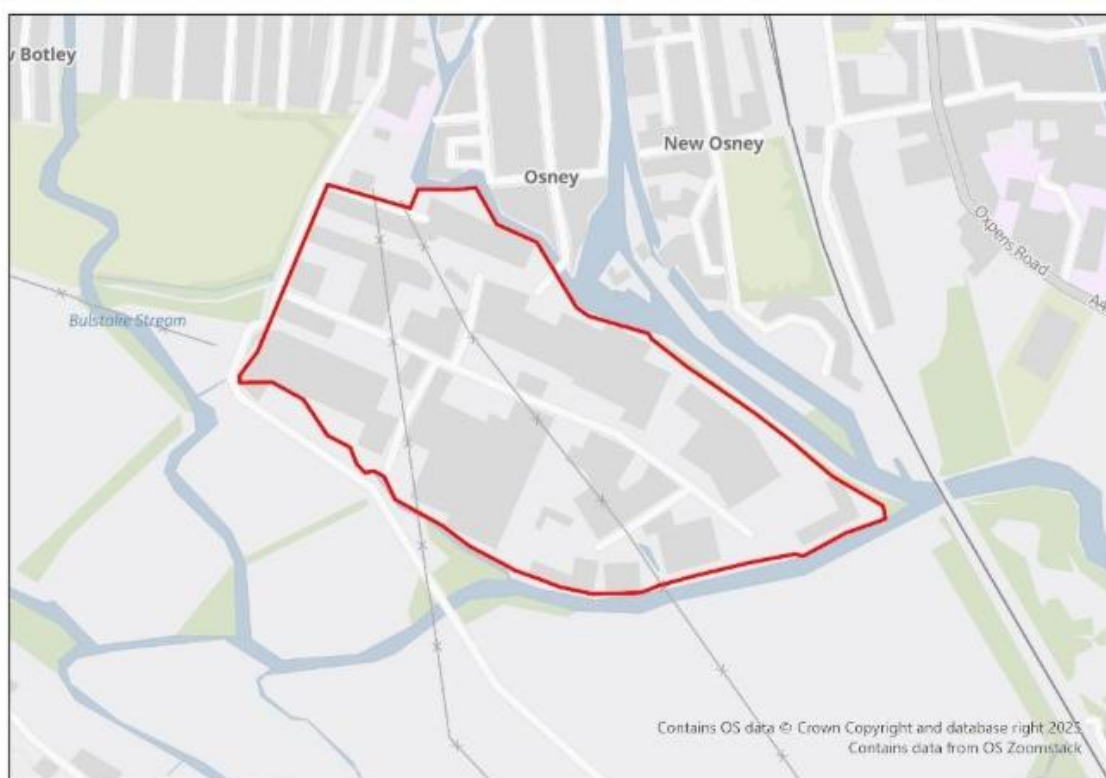 v Botley
New Osney
Osney
Oxpens Road
A4
Bulstake Stream
Contains OS data © Crown Copyright and database right 2025
Contains data from OS Zoomstack